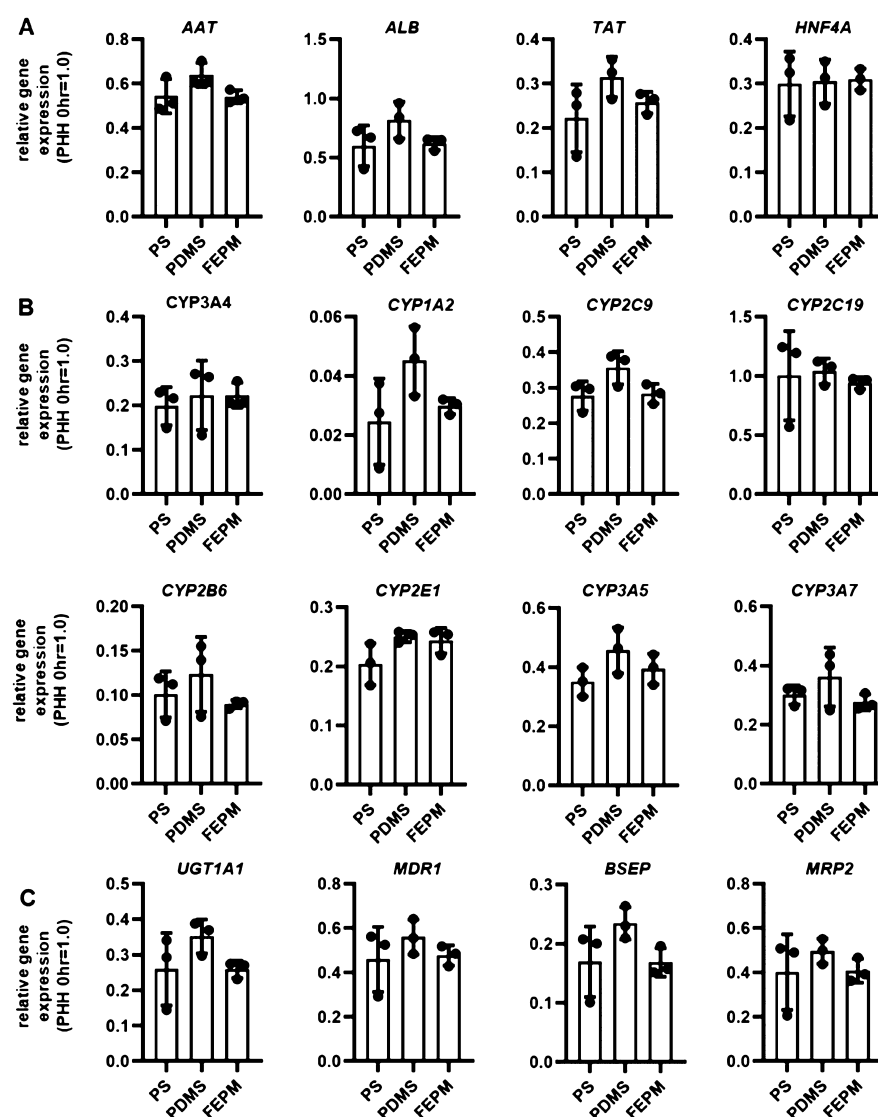 A
AAT
ALB
TAT
HNF4A
relative gene
expression
(PHH 0hr=1.0)
0.8
0.6
0.4
0.2
0.0
PS
PDMS
FEPM
1.5
1.0
0.5
0.0
PS
PDMS
FEPM
0.4
0.3
0.2
0.1
0.0
PS
PDMS
FEPM
0.4
0.3
0.2
0.1
0.0
PS
PDMS
FEPM
B
CYP3A4
CYP1A2
CYP2C9
CYP2C19
relative gene
expression
(PHH 0hr=1.0)
0.4
0.3
0.2
0.1
0.0
PS
PDMS
FEPM
0.06
0.04
0.02
0.00
PS
PDMS
FEPM
0.5
0.4
0.3
0.2
0.1
0.0
PS
PDMS
FEPM
1.5
1.0
0.5
0.0
PS
PDMS
FEPM
CYP2B6
CYP2E1
CYP3A5
CYP3A7
relative gene
expression
(PHH 0hr=1.0)
0.20
0.15
0.10
0.05
0.00
PS
PDMS
FEPM
0.3
0.2
0.1
0.0
PS
PDMS
FEPM
0.6
0.4
0.2
0.0
PS
PDMS
FEPM
0.6
0.4
0.2
0.0
PS
PDMS
FEPM
C
UGT1A1
MDR1
BSEP
MRP2
relative gene
expression
(PHH 0hr=1.0)
0.5
0.4
0.3
0.2
0.1
0.0
PS
PDMS
FEPM
0.8
0.6
0.4
0.2
0.0
PS
PDMS
FEPM
0.3
0.2
0.1
0.0
PS
PDMS
FEPM
0.8
0.6
0.4
0.2
0.0
PS
PDMS
FEPM